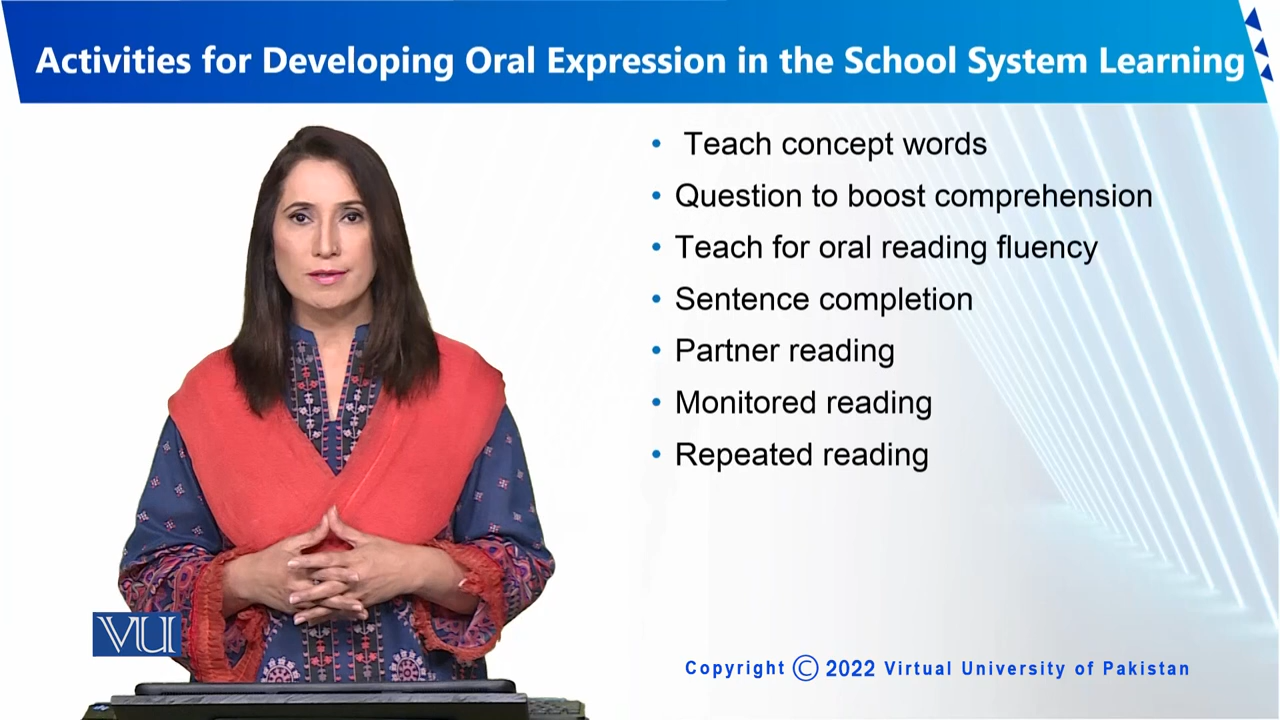 Activities for Developing Oral Expression in the School System Learning
• Teach concept words
• Question to boost comprehension
• Teach for oral reading fluency
• Sentence completion
• Partner reading
• Monitored reading
• Repeated reading
VU
Copyright © 2022 Virtual University of Pakistan